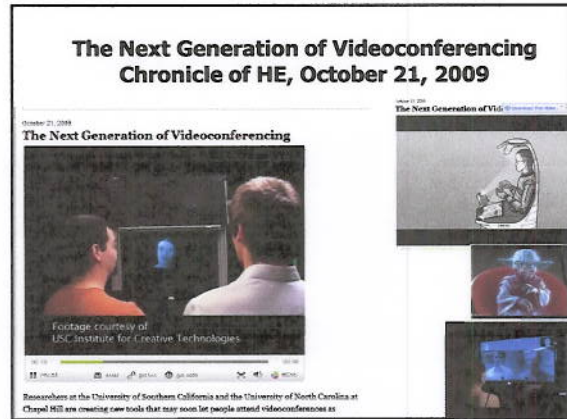 The Next Generation of Videoconferencing
Chronicle of HE, October 21, 2009
October 21, 2009
The Next Generation of Videoconferencing
The Next Generation of Vid
Footage courtesy of
USC Institute for Creative Technologies
Researchers at the University of Southern California and the University of North Carolina at
Chapel Hill are creating new tools that may soon let people attend videoconferences as